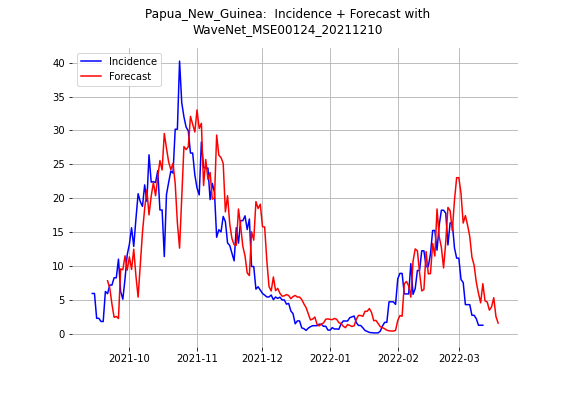 Papua_New_Guinea:  Incidence + Forecast with
WaveNet_MSE00124_20211210
Incidence
Forecast
40
35
30
25
20
15
10
5
0
2021-10 2021-11 2021-12 2022-01 2022-02 2022-03